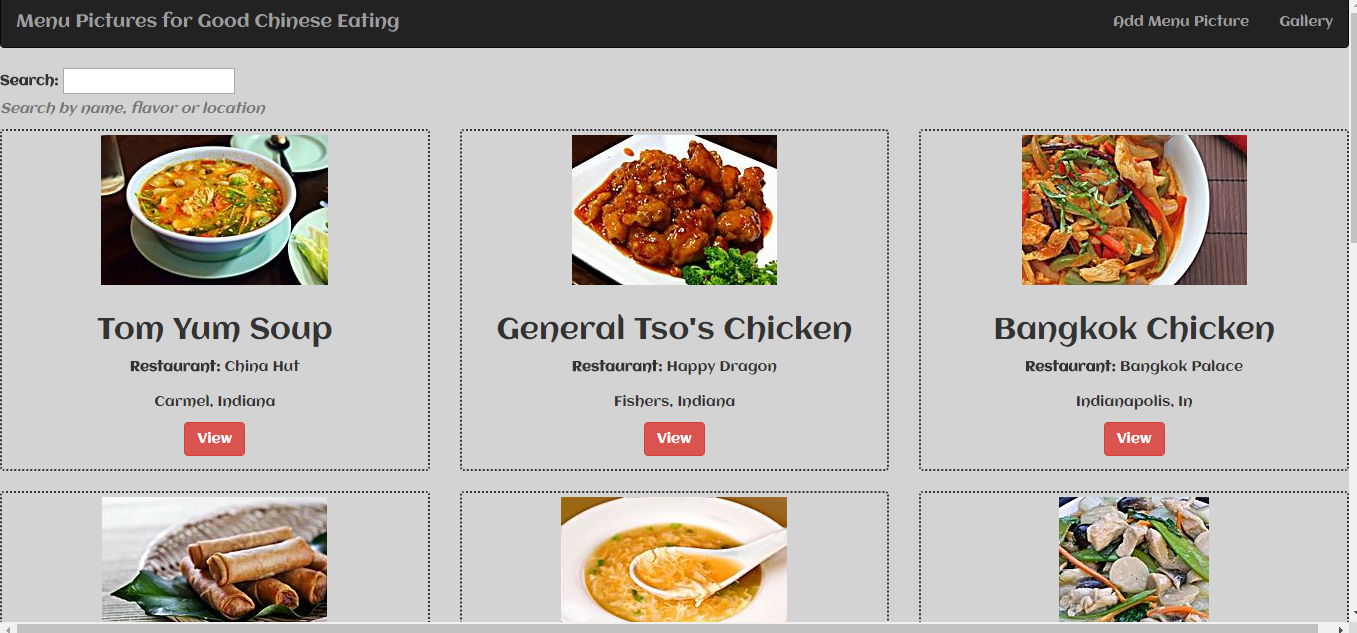 Menu Pictures for Good Chinese Eating
Add Menu Picture
Gallery
Search:
Search by name, flavor or location
Tom Yum Soup
Restaurant: China Hut
Carmel, Indiana
View
General Tso's Chicken
Restaurant: Happy Dragon
Fishers, Indiana
View
Bangkok Chicken
Restaurant: Bangkok Palace
Indianapolis, In
View